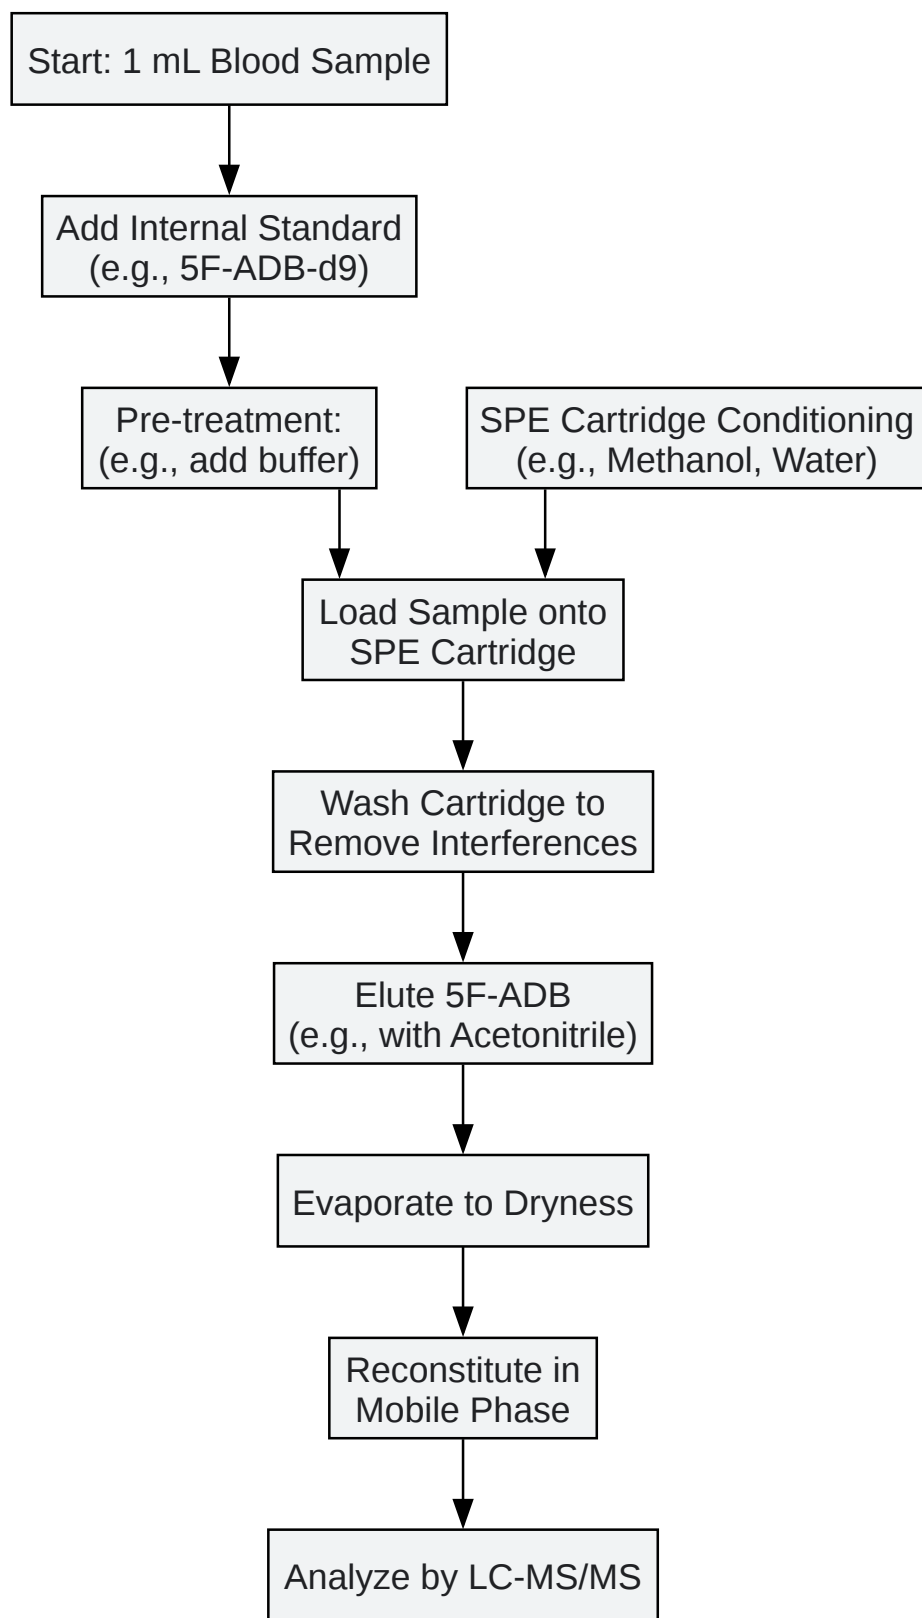 Start: 1 mL Blood Sample
Add Internal Standard
(e.g., 5F-ADB-d9)
Pre-treatment:
(e.g., add buffer)
SPE Cartridge Conditioning
(e.g., Methanol, Water)
Load Sample onto
SPE Cartridge
Wash Cartridge to
Remove Interferences
Elute 5F-ADB
(e.g., with Acetonitrile)
Evaporate to Dryness
Reconstitute in
Mobile Phase
Analyze by LC-MS/MS